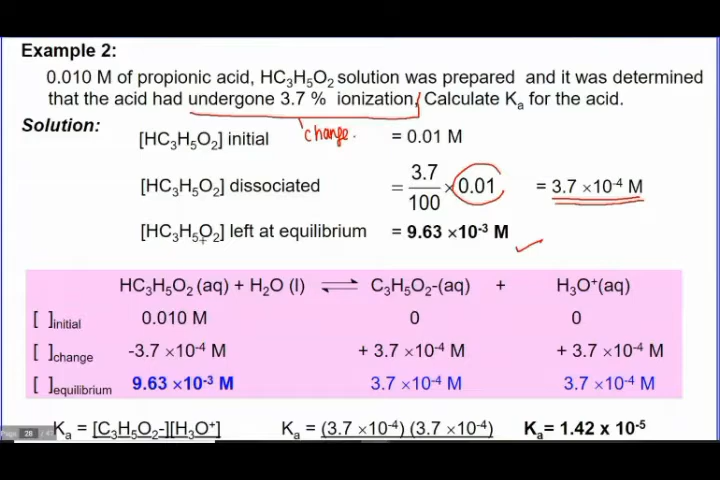 Example 2:
0.010 M of propionic acid, HC₃H₅O₂ solution was prepared and it was determined
that the acid had undergone 3.7 % ionization. Calculate Kₐ for the acid.
Solution:
change.
[HC₃H₅O₂] initial = 0.01 M
[HC₃H₅O₂] dissociated = 3.7/100 × 0.01 = 3.7 ×10⁻⁴ M
[HC₃H₅O₂] left at equilibrium = 9.63 ×10⁻³ M
HC₃H₅O₂ (aq) + H₂O (l) ⇌ C₃H₅O₂-(aq) + H₃O⁺(aq)
[ ]initial 0.010 M 0 0
[ ]change -3.7 ×10⁻⁴ M + 3.7 ×10⁻⁴ M + 3.7 ×10⁻⁴ M
[ ]equilibrium 9.63 ×10⁻³ M 3.7 ×10⁻⁴ M 3.7 ×10⁻⁴ M
Kₐ = [C₃H₅O₂-][H₃O⁺] Kₐ = (3.7 ×10⁻⁴) (3.7 ×10⁻⁴) Kₐ= 1.42 x 10⁻⁵
Page 28